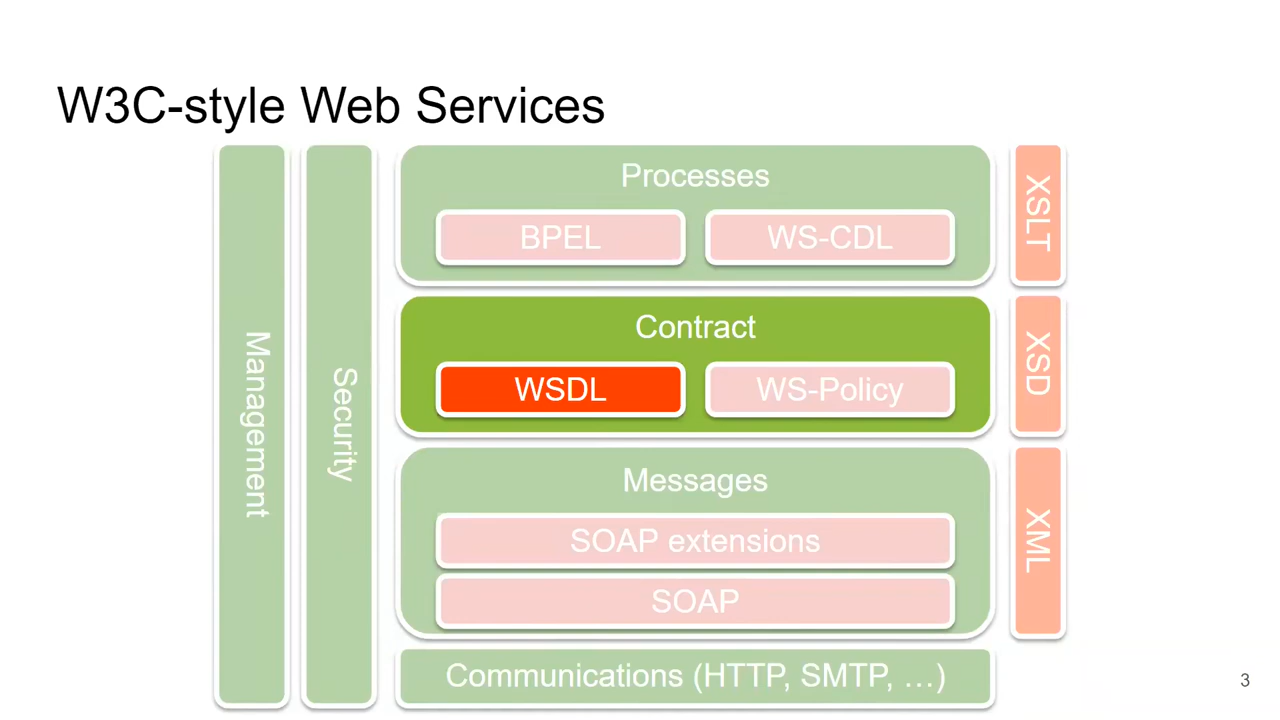 W3C-style Web Services
Management
Security
Processes
BPEL
WS-CDL
XSLT
Contract
WSDL
WS-Policy
XSD
Messages
SOAP extensions
SOAP
XML
Communications (HTTP, SMTP, …)
3